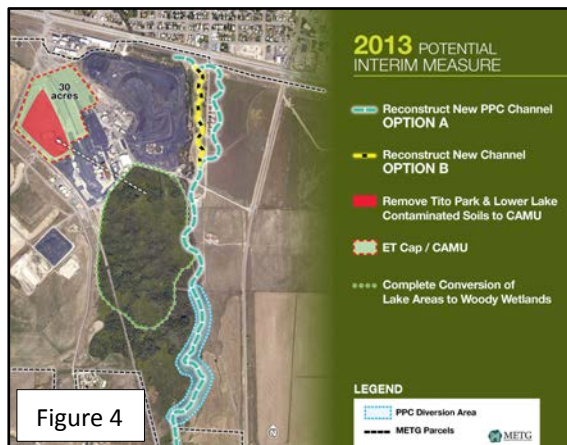 30
acres
2013 POTENTIAL
INTERIM MEASURE
Reconstruct New PPC Channel
OPTION A
Reconstruct New Channel
OPTION B
Remove Tito Park & Lower Lake
Contaminated Soils to CAMU
ET Cap / CAMU
Complete Conversion of
Lake Areas to Woody Wetlands
LEGEND
PPC Diversion Area
METG Parcels
METG
N
Figure 4